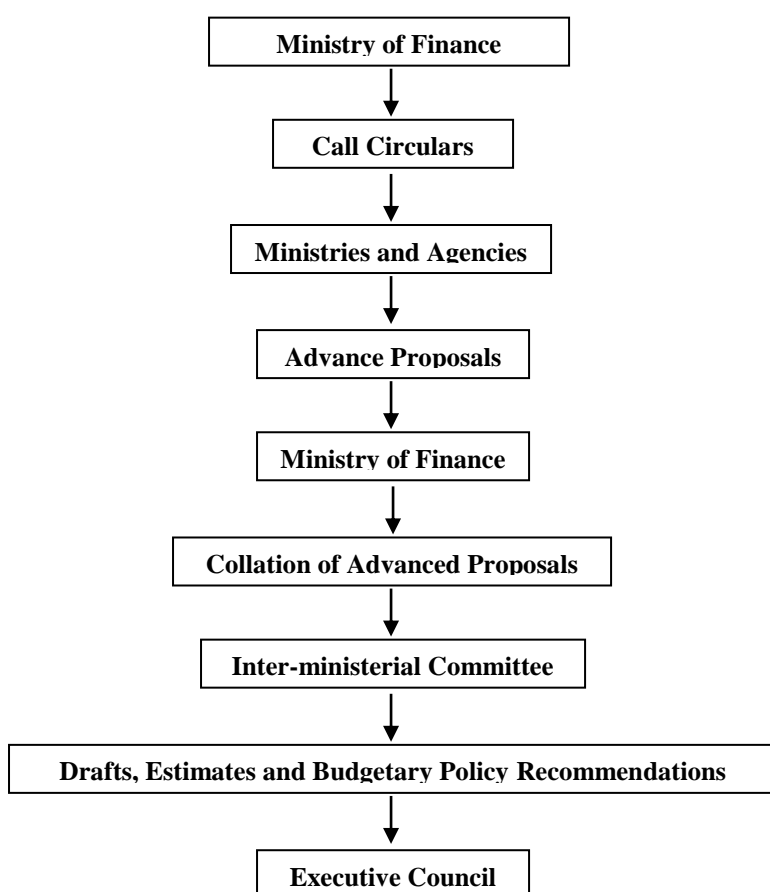 Ministry of Finance
Call Circulars
Ministries and Agencies
Advance Proposals
Ministry of Finance
Collation of Advanced Proposals
Inter-ministerial Committee
Drafts, Estimates and Budgetary Policy Recommendations
Executive Council